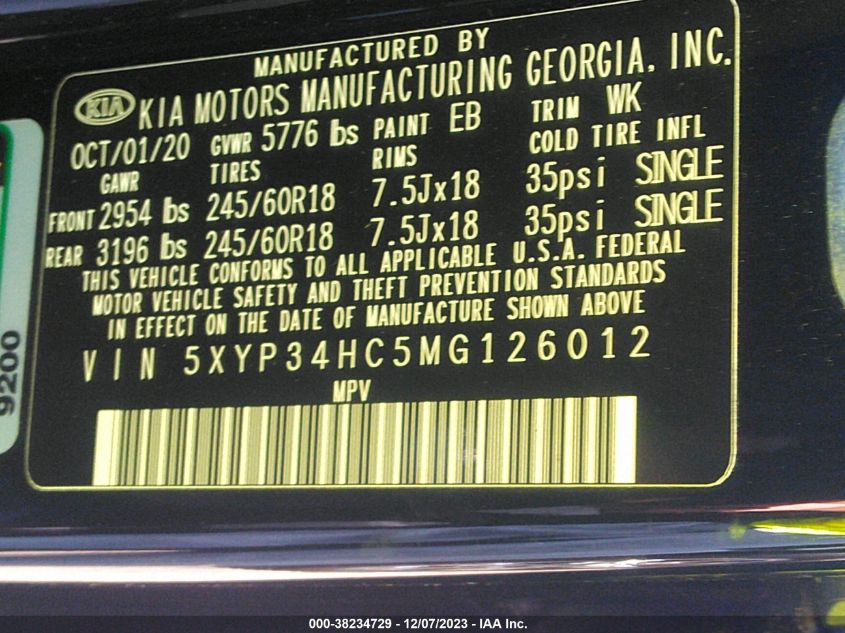 MANUFACTURED BY
KIA KIA MOTORS MANUFACTURING GEORGIA, INC.
OCT/01/20 GVWR 5776 lbs PAINT EB TRIM WK
GAWR TIRES RIMS COLD TIRE INFL
FRONT 2954 lbs 245/60R18 7.5Jx18 35psi SINGLE
REAR 3196 lbs 245/60R18 7.5Jx18 35psi SINGLE
THIS VEHICLE CONFORMS TO ALL APPLICABLE U.S.A. FEDERAL
MOTOR VEHICLE SAFETY AND THEFT PREVENTION STANDARDS
IN EFFECT ON THE DATE OF MANUFACTURE SHOWN ABOVE
VIN 5XYP34HC5MG126012
MPV
9200
000-38234729 - 12/07/2023 - IAA Inc.